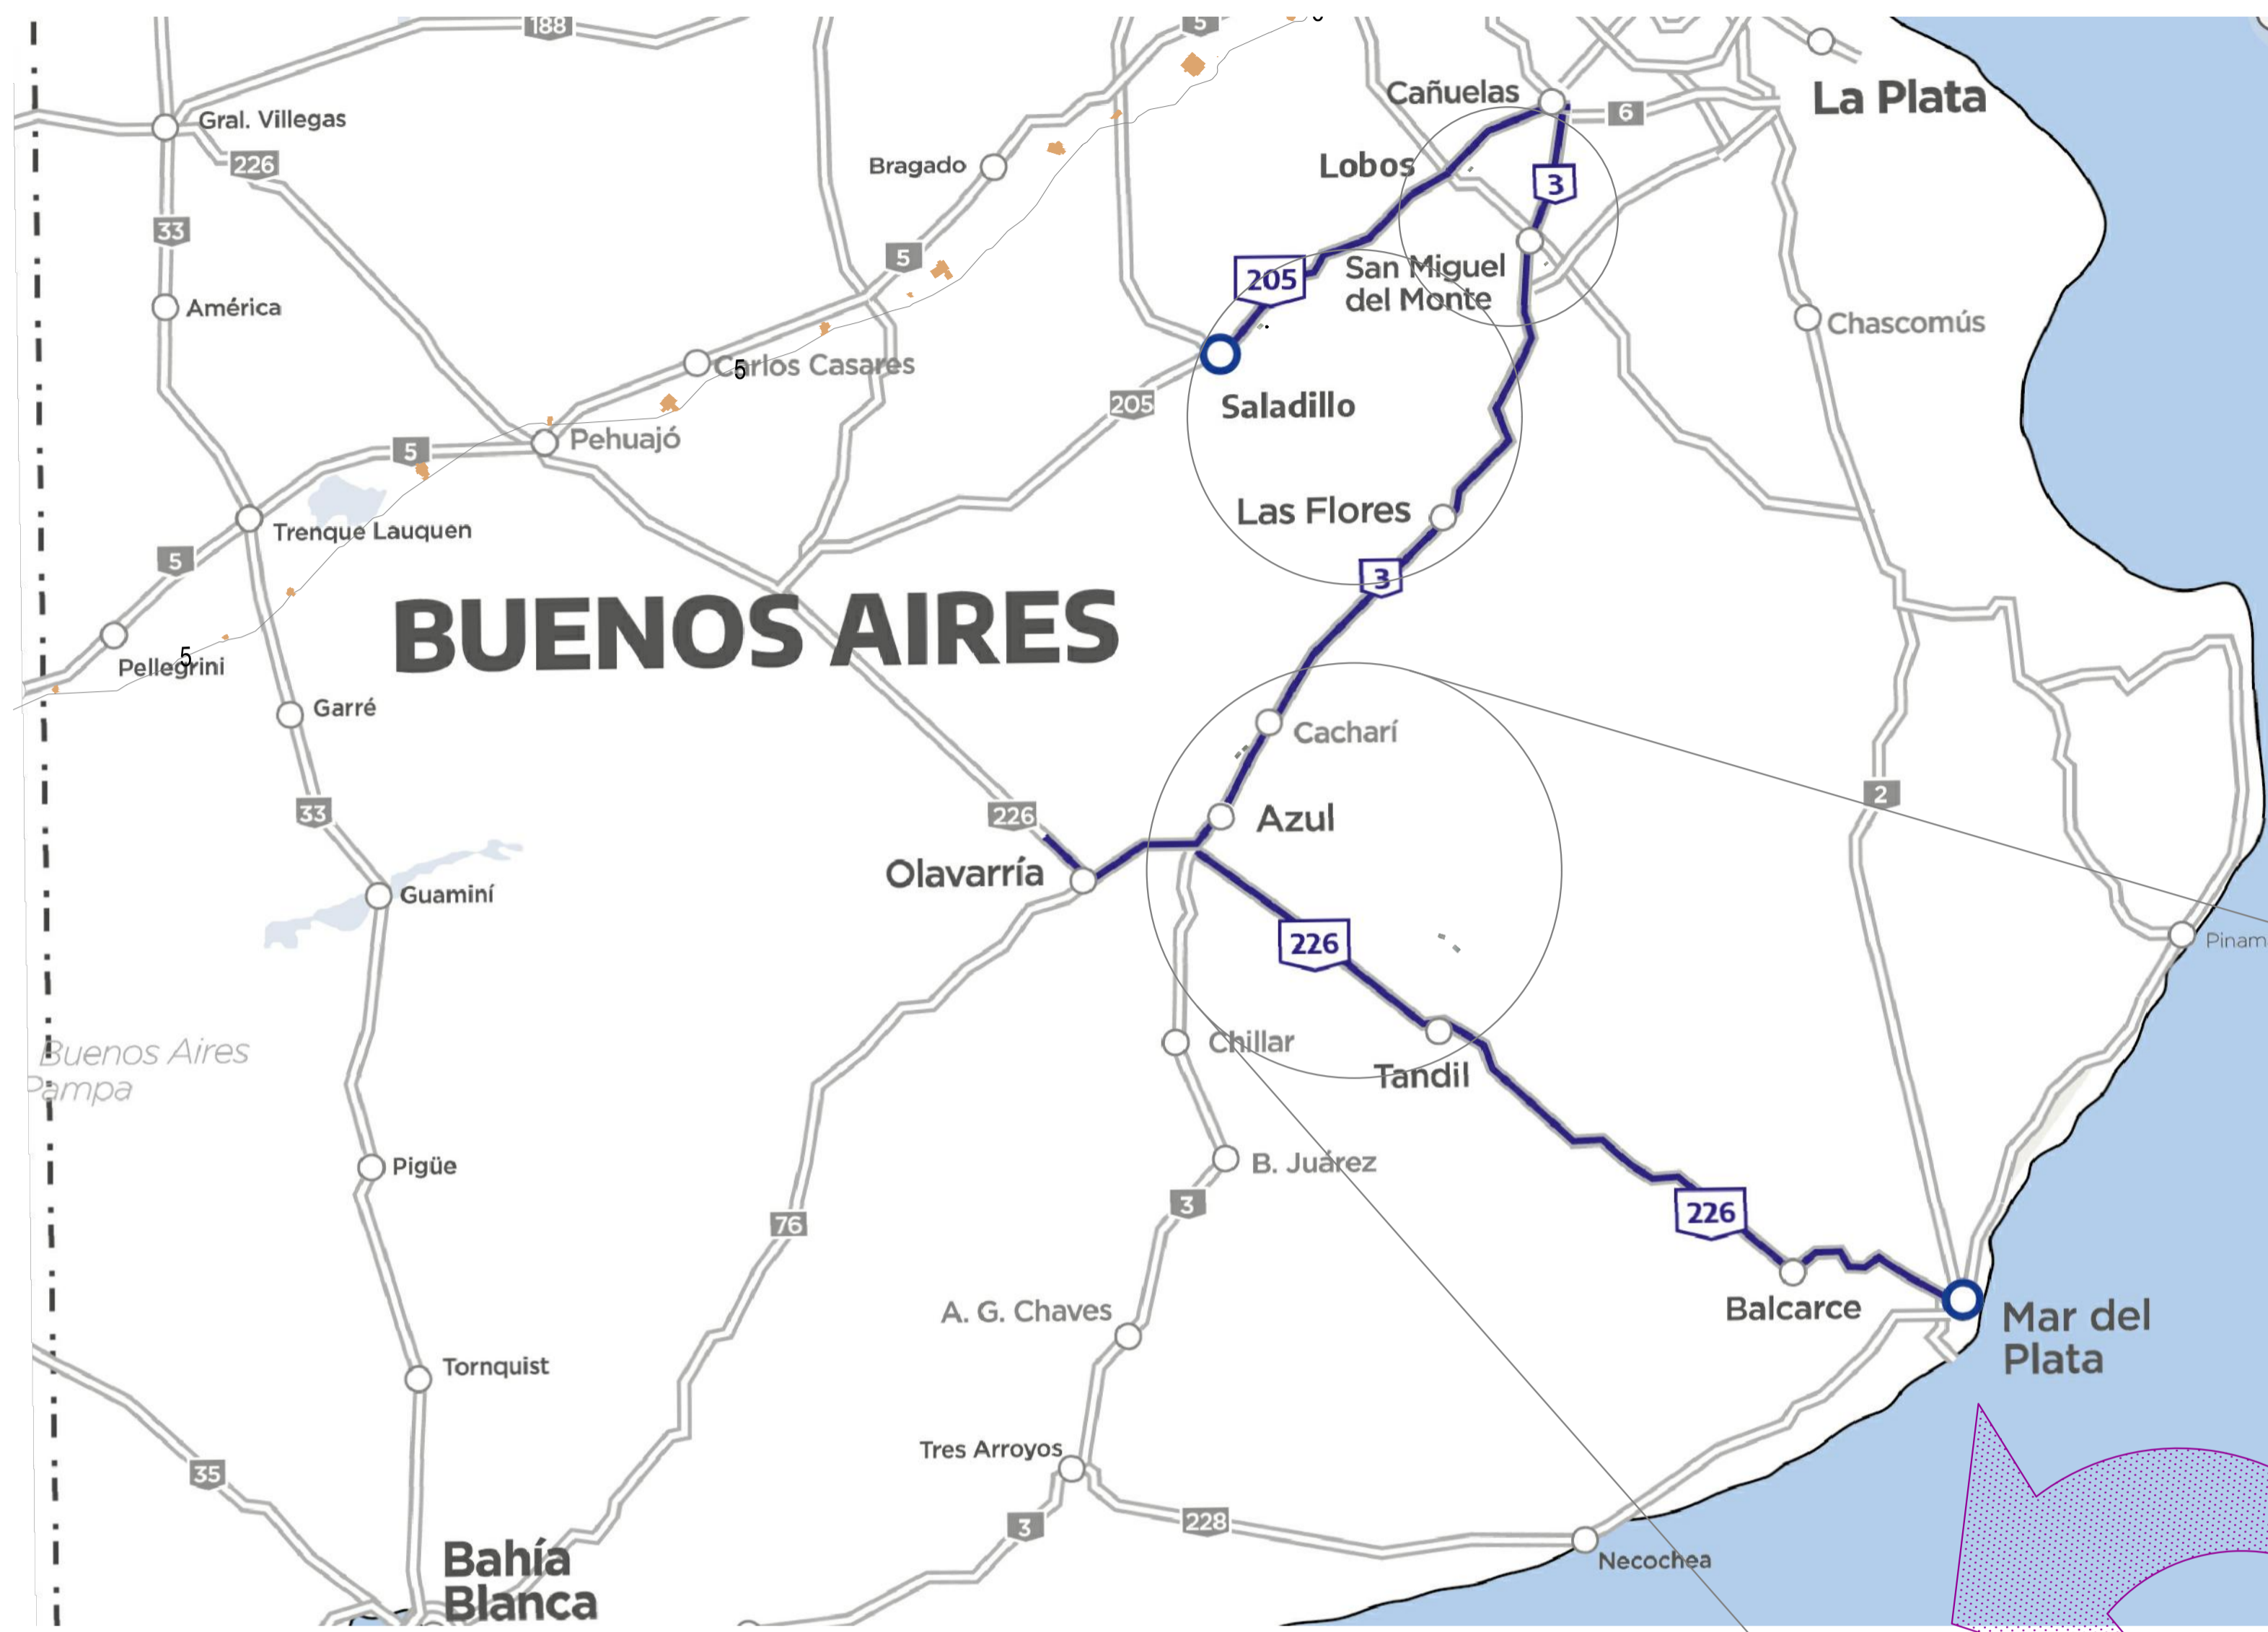 188
5
Cañuelas
La Plata
6
Gral. Villegas
226
Bragado
Lobos
3
33
5
205
San Miguel
del Monte
América
Chascomús
Carlos Casares
5
205
Saladillo
5
Pehuajó
Trenque Lauquen
Las Flores
5
3
BUENOS AIRES
5
Pellegrini
Garré
Cacharí
33
226
Azul
2
Olavarría
Guaminí
226
Pinam
Buenos Aires
Pampa
Chillar
Tandil
Pigüe
B. Juárez
3
76
226
A. G. Chaves
Balcarce
Mar del
Plata
Tornquist
Tres Arroyos
35
3
228
Bahía
Blanca
Necochea